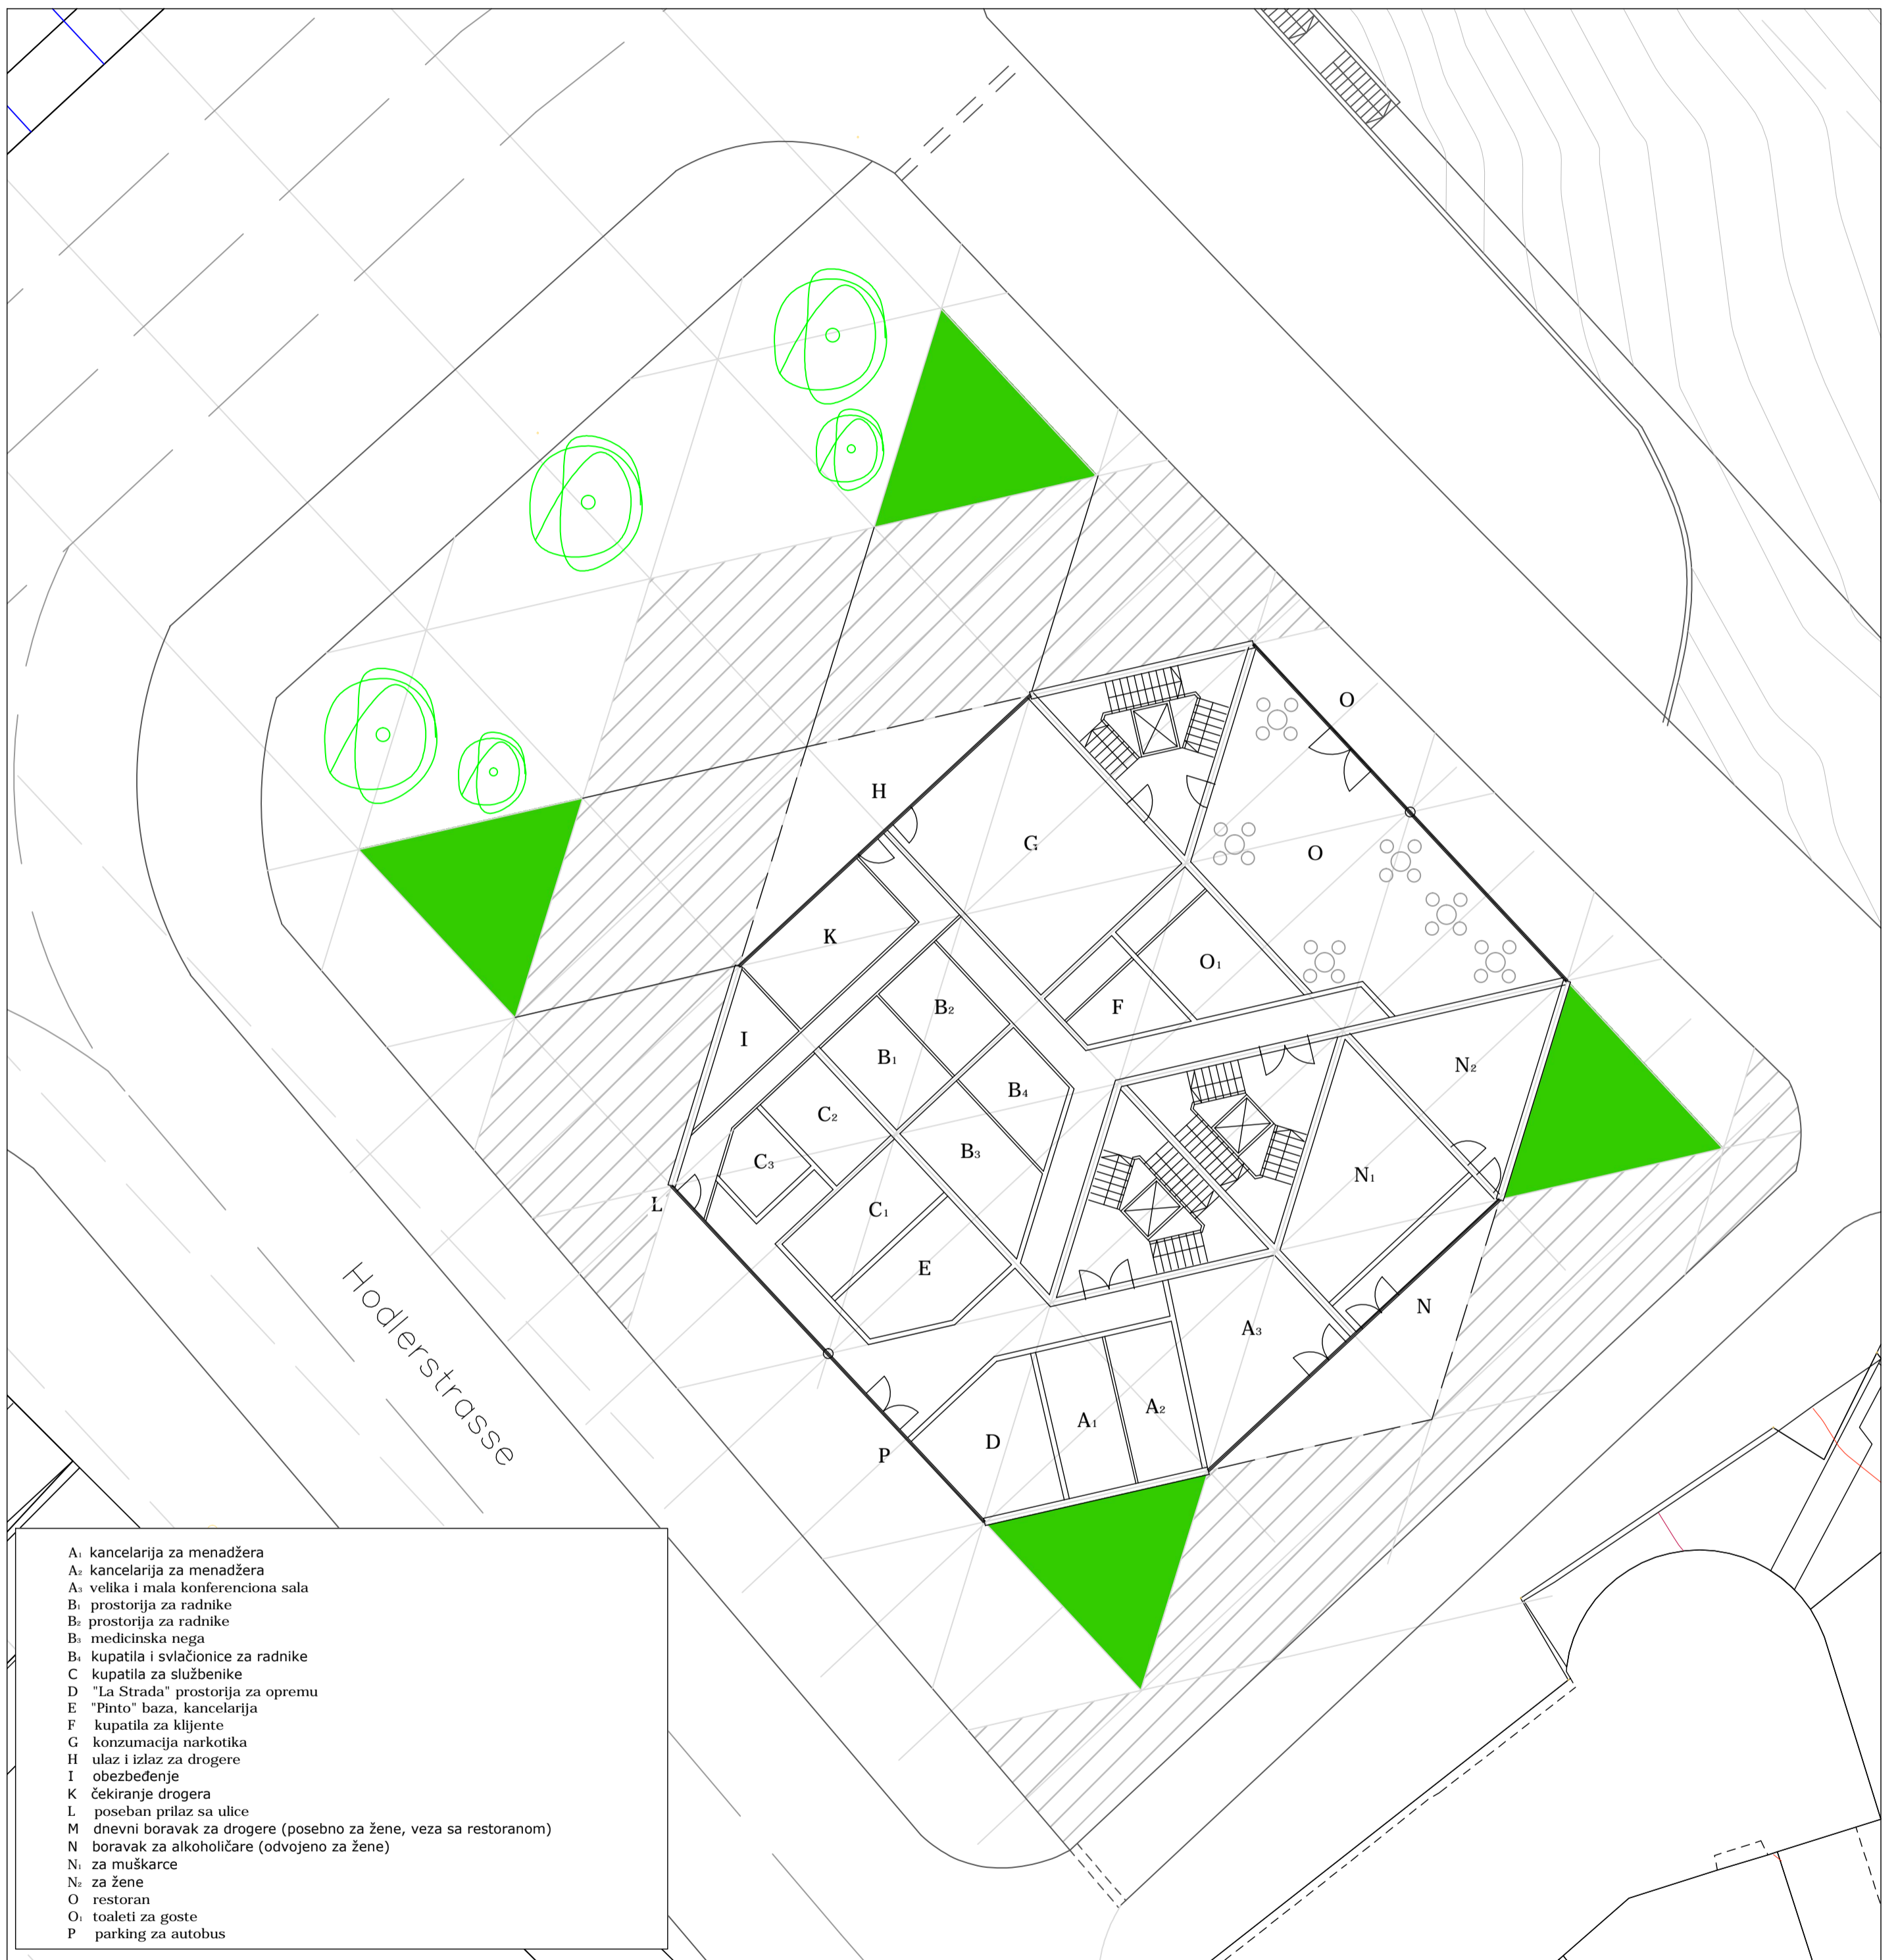 O
H
G
O
K
O₁
B₂
F
I
B₁
N₂
B₄
C₂
B₃
C₃
N₁
L
C₁
E
Hodlerstrasse
N
A₃
A₂
A₁
D
P
A₁ kancelarija za menadžera
A₂ kancelarija za menadžera
A₃ velika i mala konferenciona sala
B₁ prostorija za radnike
B₂ prostorija za radnike
B₃ medicinska nega
B₄ kupatila i svlačionice za radnike
C kupatila za službenike
D "La Strada" prostorija za opremu
E "Pinto" baza, kancelarija
F kupatila za klijente
G konzumacija narkotika
H ulaz i izlaz za drogere
I obezbeđenje
K čekiranje drogera
L poseban prilaz sa ulice
M dnevni boravak za drogere (posebno za žene, veza sa restoranom)
N boravak za alkoholičare (odvojeno za žene)
N₁ za muškarce
N₂ za žene
O restoran
O₁ toaleti za goste
P parking za autobus